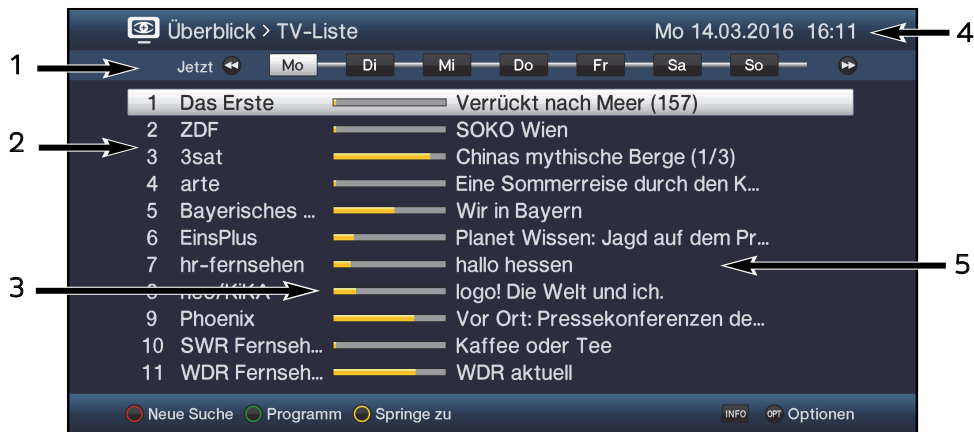 Überblick > TV-Liste Mo 14.03.2016 16:11 4
1 Jetzt Mo Di Mi Do Fr Sa So
1 Das Erste Verrückt nach Meer (157)
2 ZDF SOKO Wien
2 3 3sat Chinas mythische Berge (1/3)
4 arte Eine Sommerreise durch den K...
5 Bayerisches ... Wir in Bayern
6 EinsPlus Planet Wissen: Jagd auf dem Pr...
7 hr-fernsehen hallo hessen 5
3 neo/KiKA logo! Die Welt und ich.
9 Phoenix Vor Ort: Pressekonferenzen de...
10 SWR Fernseh... Kaffee oder Tee
11 WDR Fernseh... WDR aktuell
Neue Suche Programm Springe zu INFO OPT Optionen